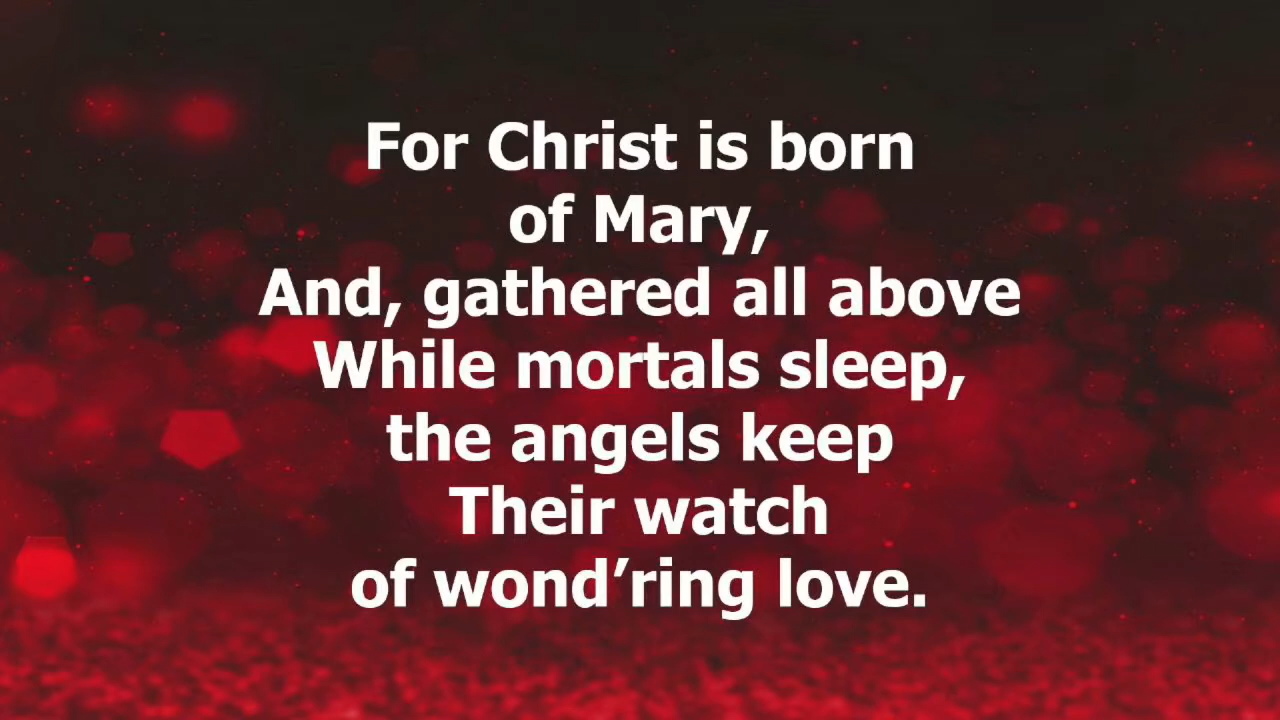 For Christ is born
of Mary,
And, gathered all above
While mortals sleep,
the angels keep
Their watch
of wond’ring love.